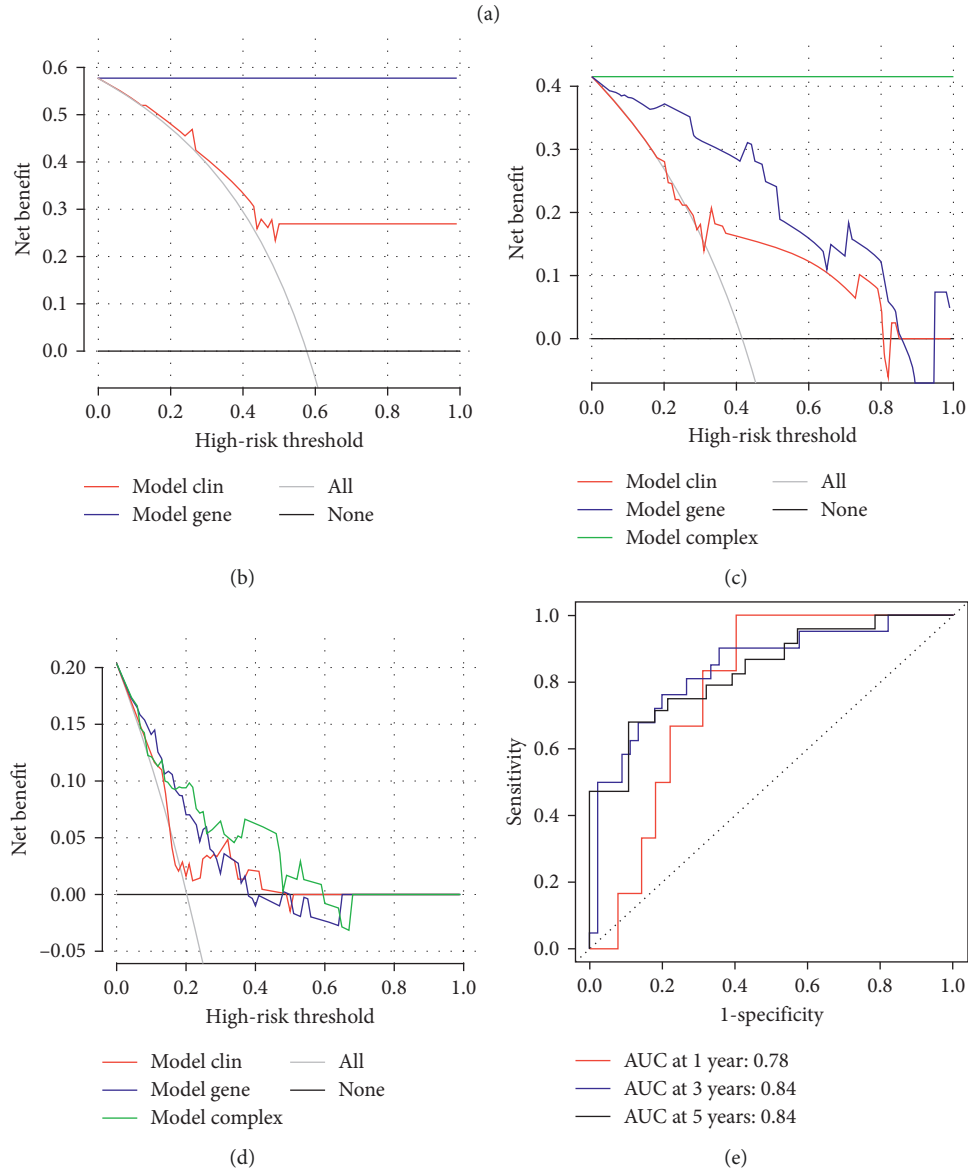 (a)
Net benefit
0.6
0.5
0.4
0.3
0.2
0.1
0.0
0.0 0.2 0.4 0.6 0.8 1.0
High-risk threshold
Model clin All
Model gene None
(b)
Net benefit
0.4
0.3
0.2
0.1
0.0
0.0 0.2 0.4 0.6 0.8 1.0
High-risk threshold
Model clin All
Model gene None
Model complex
(c)
Net benefit
0.20
0.15
0.10
0.05
0.00
−0.05
0.0 0.2 0.4 0.6 0.8 1.0
High-risk threshold
Model clin All
Model gene None
Model complex
(d)
Sensitivity
1.0
0.8
0.6
0.4
0.2
0.0
0.0 0.2 0.4 0.6 0.8 1.0
1-specificity
AUC at 1 year: 0.78
AUC at 3 years: 0.84
AUC at 5 years: 0.84
(e)